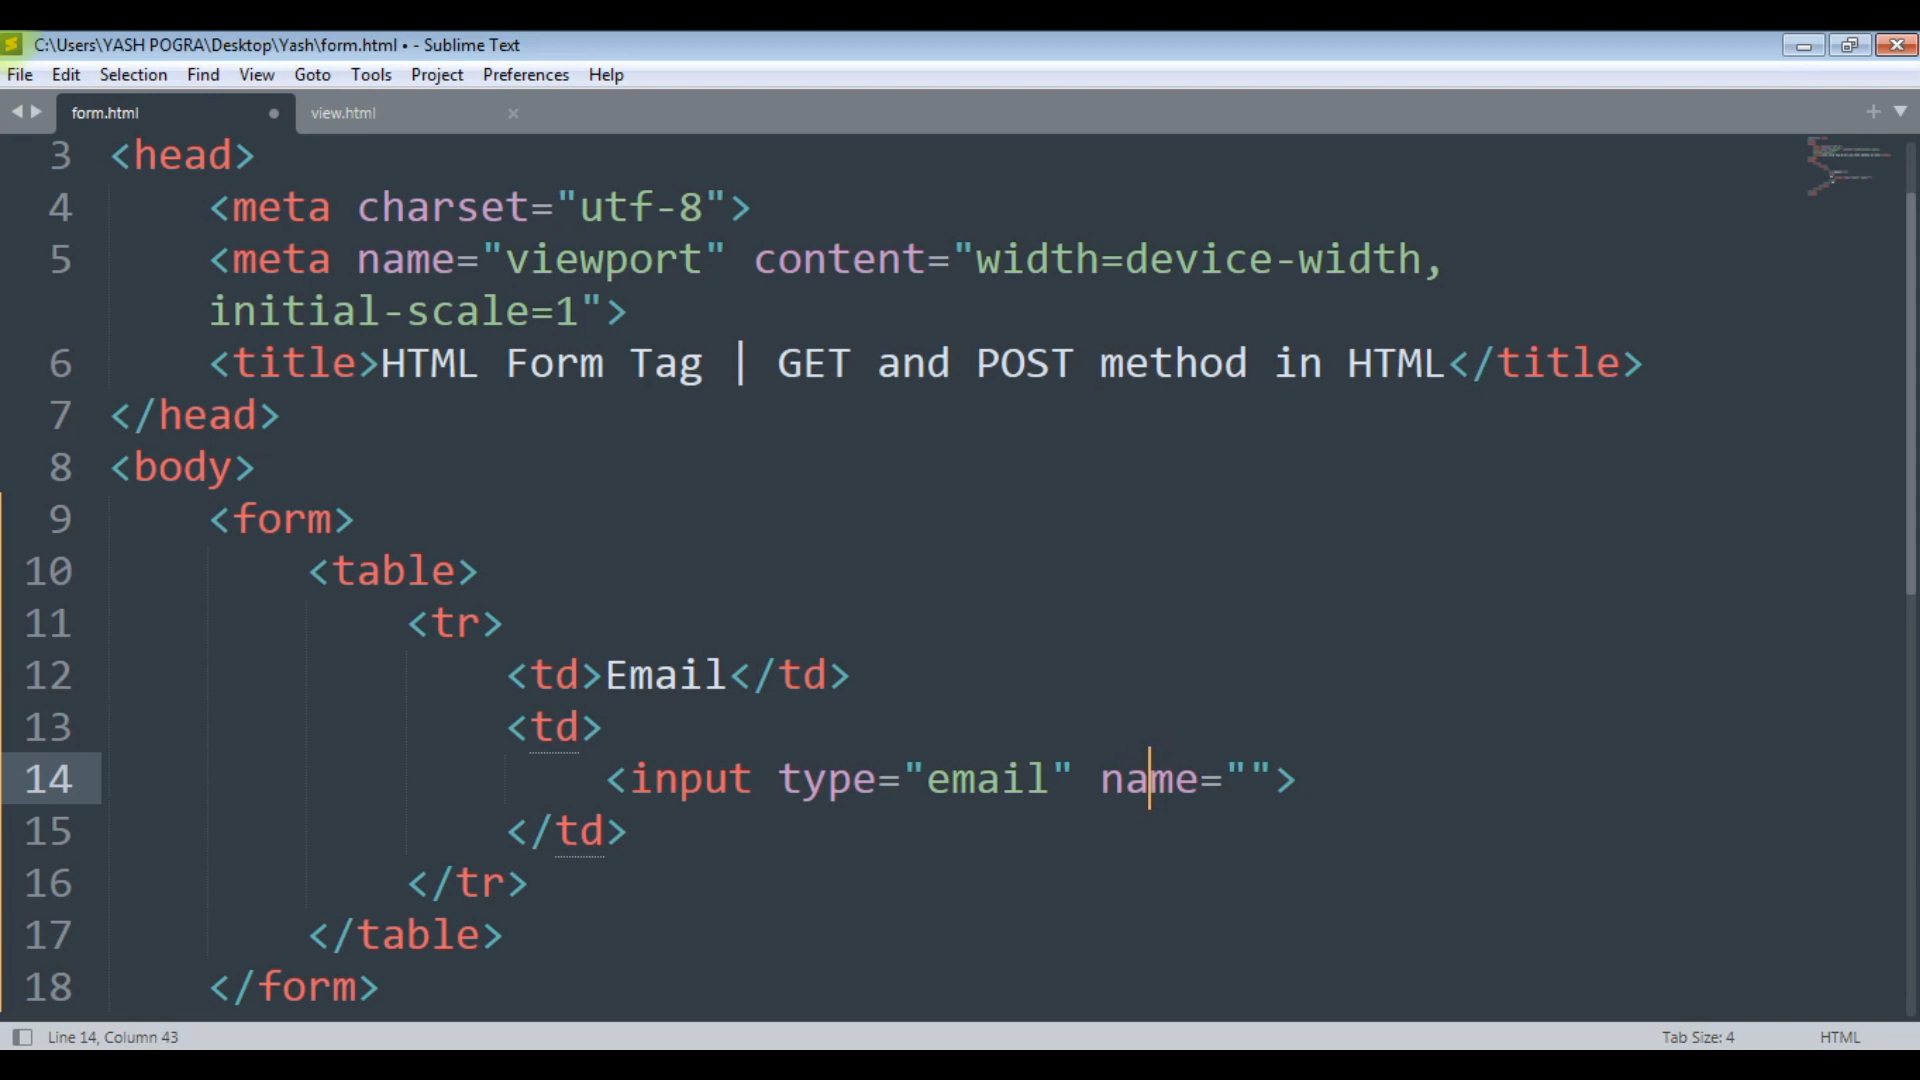 C:\Users\YASH POGRA\Desktop\Yash\form.html • - Sublime Text
File Edit Selection Find View Goto Tools Project Preferences Help
form.html view.html
3 <head>
4 <meta charset="utf-8">
5 <meta name="viewport" content="width=device-width,
initial-scale=1">
6 <title>HTML Form Tag | GET and POST method in HTML</title>
7 </head>
8 <body>
9 <form>
10 <table>
11 <tr>
12 <td>Email</td>
13 <td>
14 <input type="email" name="">
15 </td>
16 </tr>
17 </table>
18 </form>
Line 14, Column 43 Tab Size: 4 HTML